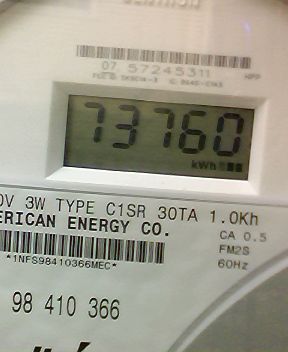 07 57245311
73760
kWh
3W TYPE C1SR 30TA 1.0Kh
ERICAN ENERGY CO.
CA 0.5
FM2S
*1NFS98410366MEC*
60Hz
98 410 366